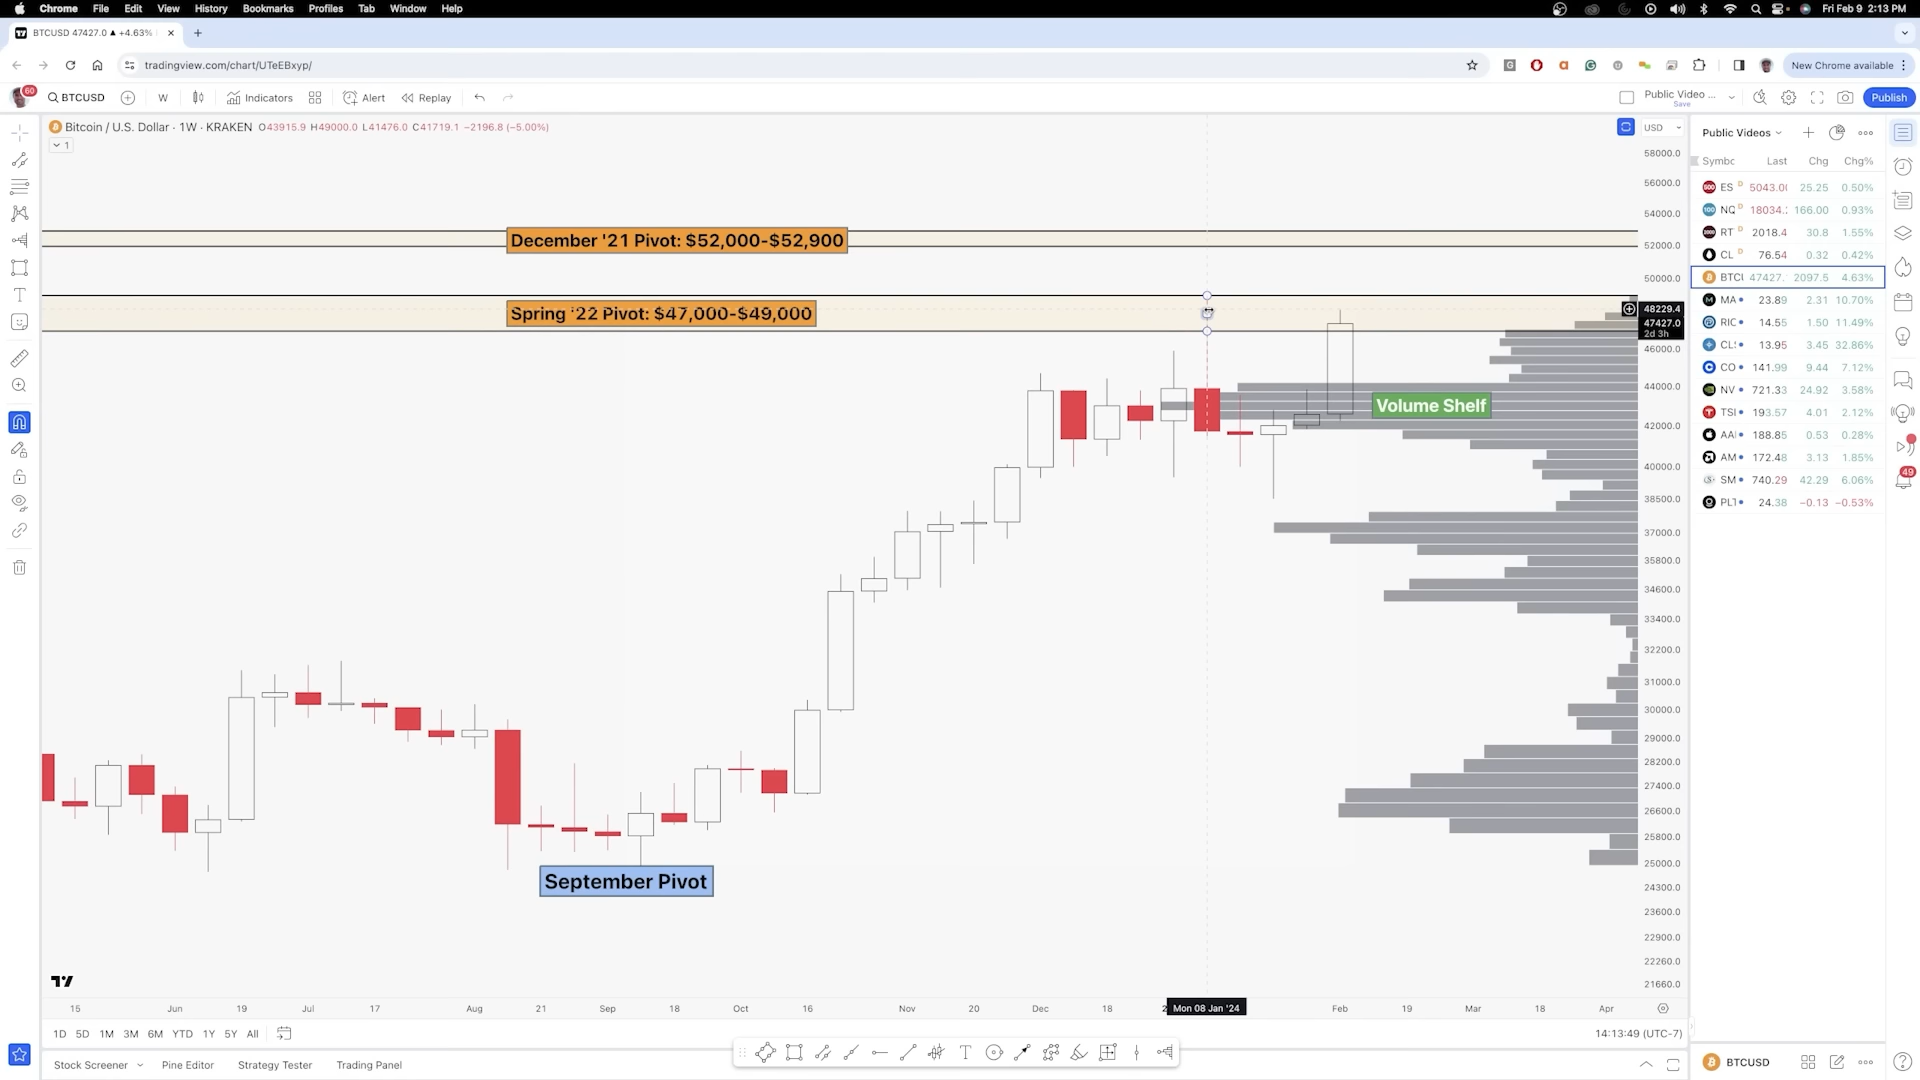 Chrome File Edit View History Bookmarks Profiles Tab Window Help Fri Feb 9 2:13 PM
BTCUSD 47427.0 ▲ +4.63%
tradingview.com/chart/UTeEBxyp/ New Chrome available
60 BTCUSD W Indicators Alert Replay Public Video ... Save Publish
Bitcoin / U.S. Dollar · 1W · KRAKEN O43915.9 H49000.0 L41476.0 C41719.1 −2196.8 (−5.00%) USD
1
Public Videos
Last Chg Chg%
ES D 5043.0 25.25 0.50%
NQ D 18034. 166.00 0.93%
RT D 2018.4 30.8 1.55%
CL D 76.54 0.32 0.42%
BTC 47427. 2097.5 4.63%
MA 23.89 2.31 10.70%
RIO 14.55 1.50 11.49%
CL 13.95 3.45 32.86%
CO 141.99 9.44 7.12%
NV 721.33 24.92 3.58%
TS 193.57 4.01 2.12%
AA 188.85 0.53 0.28%
AM 172.48 3.13 1.85%
SM 740.29 42.29 6.06%
PL 24.38 −0.13 −0.53%
49
58000.0
56000.0
54000.0
52000.0
50000.0
48229.4
47427.0
2d 3h
46000.0
44000.0
42000.0
40000.0
38500.0
37000.0
35800.0
34600.0
33400.0
32200.0
31000.0
30000.0
29000.0
28200.0
27400.0
26600.0
25800.0
25000.0
24300.0
23600.0
22900.0
22260.0
21660.0
December '21 Pivot: $52,000-$52,900
Spring '22 Pivot: $47,000-$49,000
Volume Shelf
September Pivot
15 Jun 19 Jul 17 Aug 21 Sep 18 Oct 16 Nov 20 Dec 18 Mon 08 Jan '24 Feb 19 Mar 18 Apr
1D 5D 1M 3M 6M YTD 1Y 5Y All 14:13:49 (UTC-7)
Stock Screener Pine Editor Strategy Tester Trading Panel BTCUSD